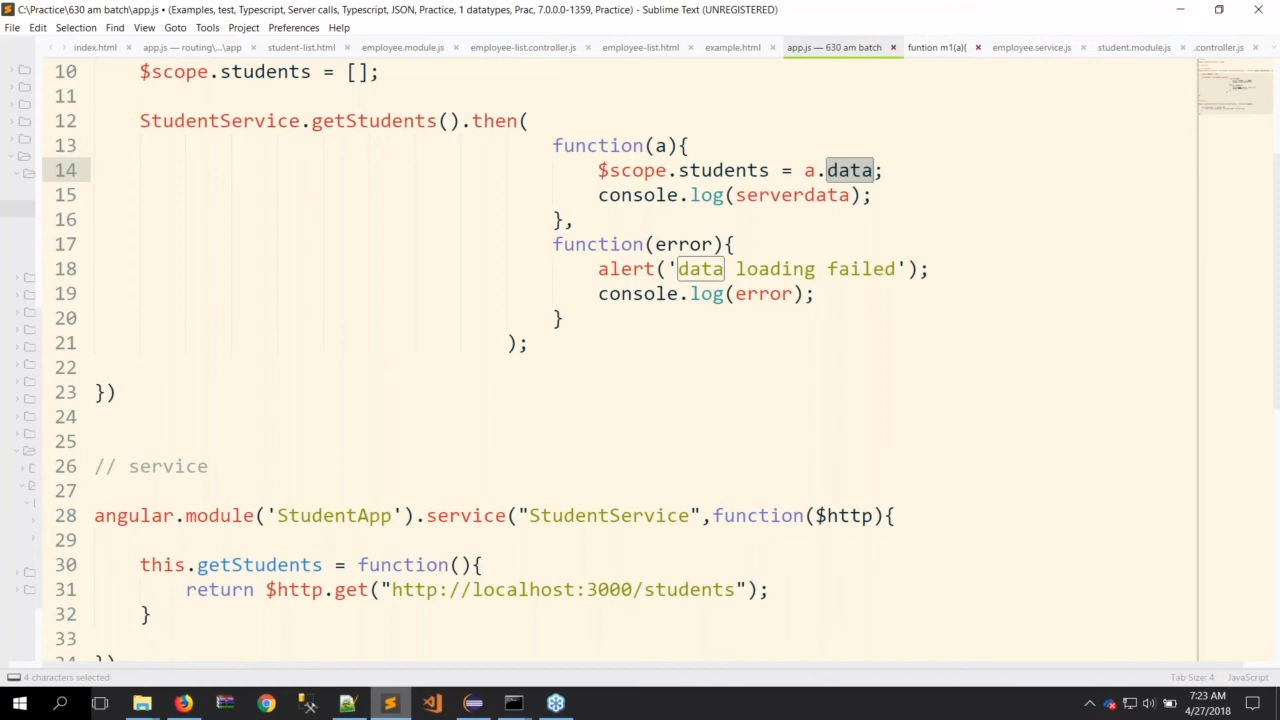 C:\Practice\630 am batch\app.js • (Examples, test, Typescript, Server calls, Typescript, JSON, Practice, 1 datatypes, Prac, 7.0.0.0-1359, Practice) - Sublime Text (UNREGISTERED)
File Edit Selection Find View Goto Tools Project Preferences Help
index.html app.js — routing\...\app student-list.html employee.module.js employee-list.controller.js employee-list.html example.html app.js — 630 am batch funtion m1(a){ employee.service.js student.module.js .controller.js
10 $scope.students = [];
11
12 StudentService.getStudents().then(
13 function(a){
14 $scope.students = a.data;
15 console.log(serverdata);
16 },
17 function(error){
18 alert('data loading failed');
19 console.log(error);
20 }
21 );
22
23 })
24
25
26 // service
27
28 angular.module('StudentApp').service("StudentService",function($http){
29
30 this.getStudents = function(){
31 return $http.get("http://localhost:3000/students");
32 }
33
34 })
4 characters selected Tab Size: 4 JavaScript
7:23 AM
4/27/2018